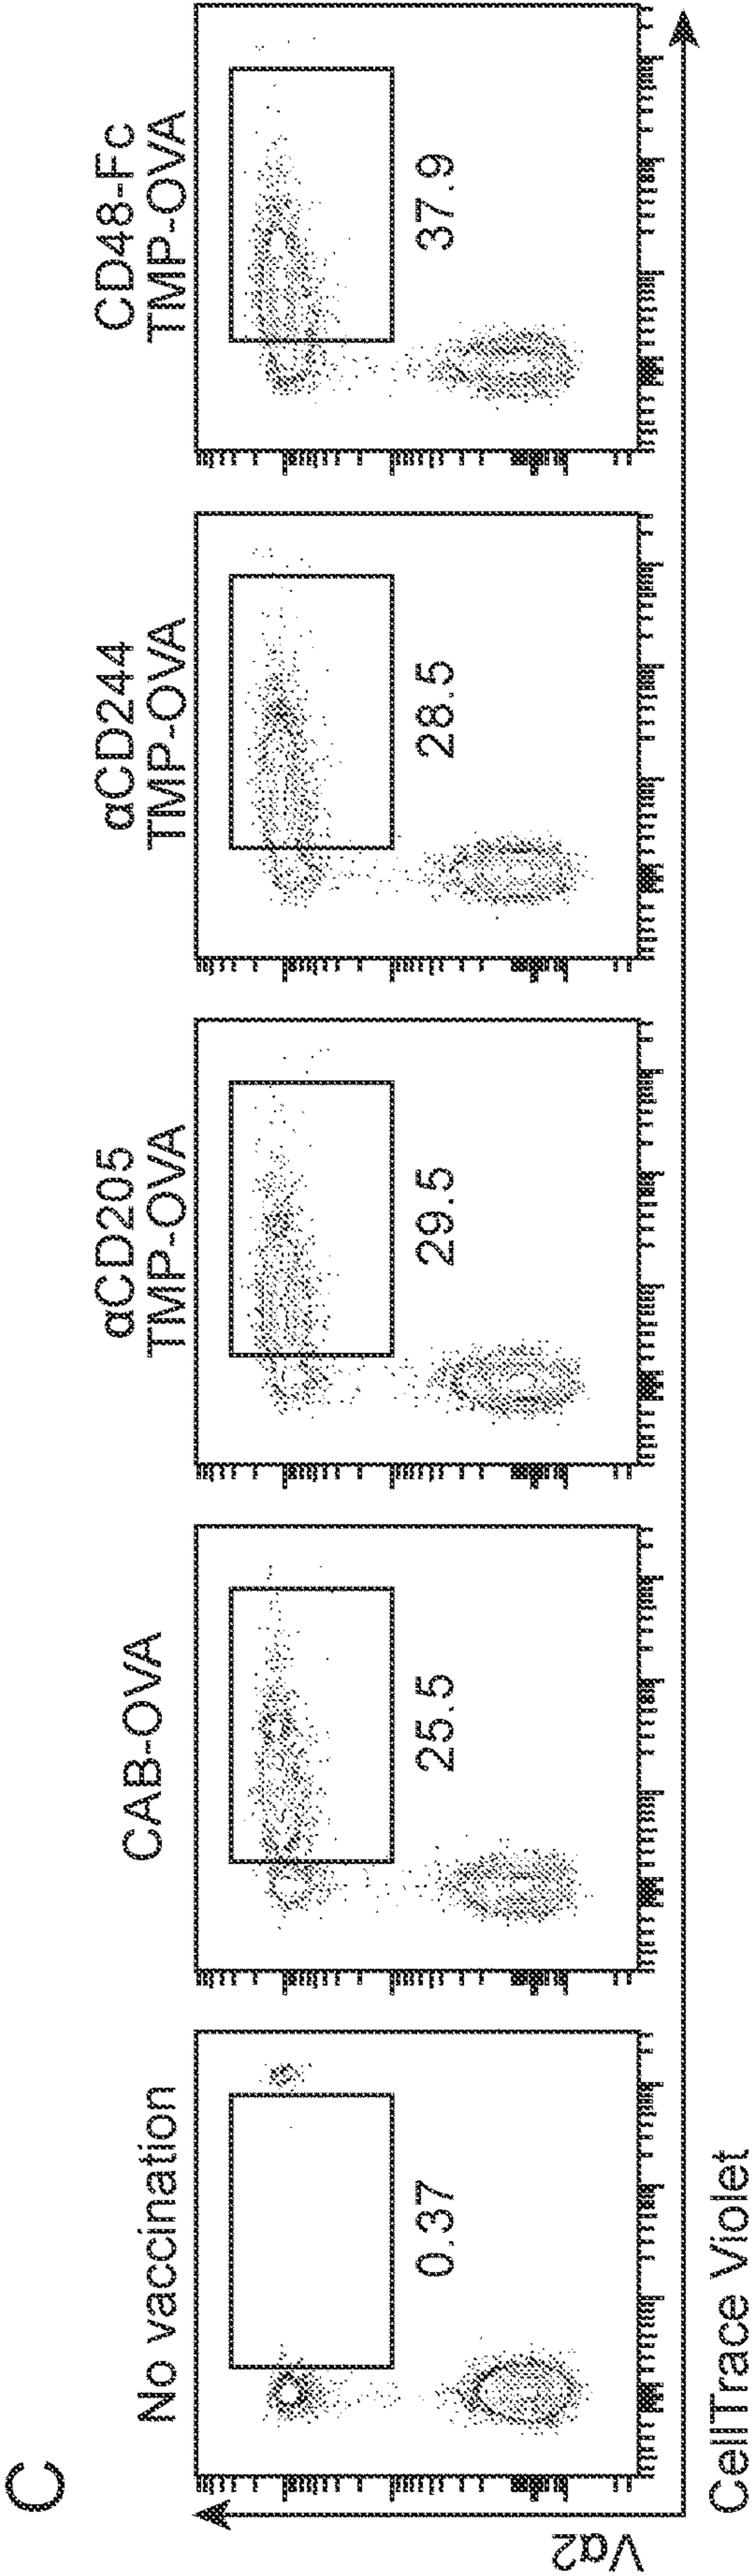 C
No vaccination
CAB-OVA
αCD205
TMP-OVA
αCD244
TMP-OVA
CD48-Fc
TMP-OVA
0.37
25.5
29.5
28.5
37.9
Vα2
CellTrace Violet